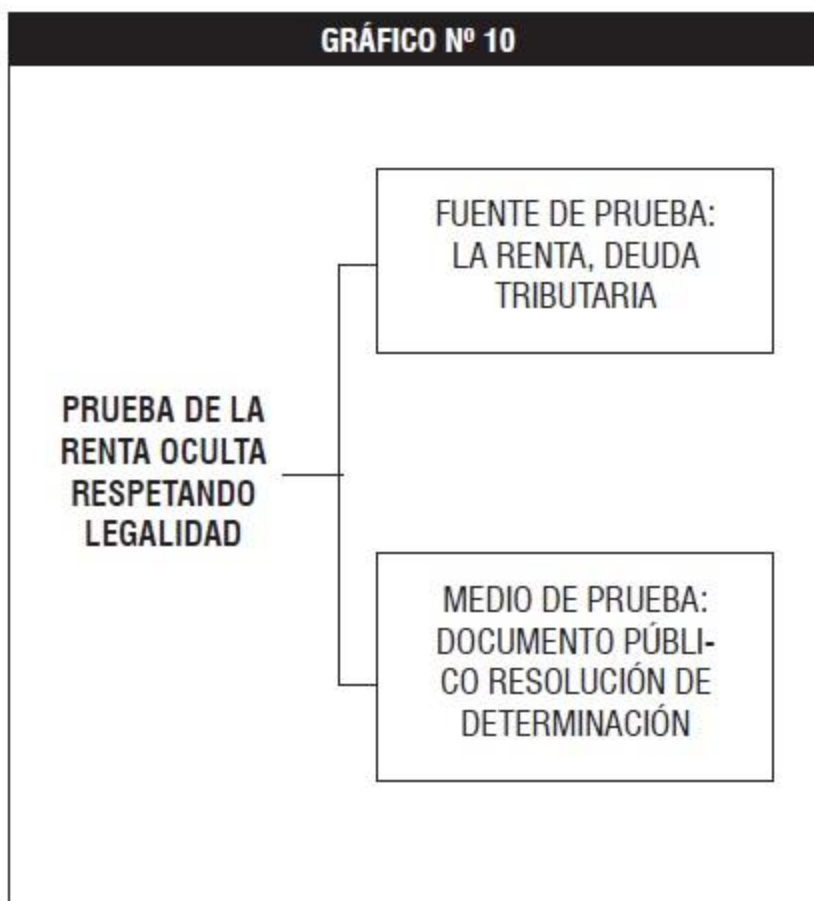 GRÁFICO Nº 10
FUENTE DE PRUEBA:
LA RENTA, DEUDA
TRIBUTARIA
PRUEBA DE LA
RENTA OCULTA
RESPETANDO
LEGALIDAD
MEDIO DE PRUEBA:
DOCUMENTO PÚBLI-
CO RESOLUCIÓN DE
DETERMINACIÓN